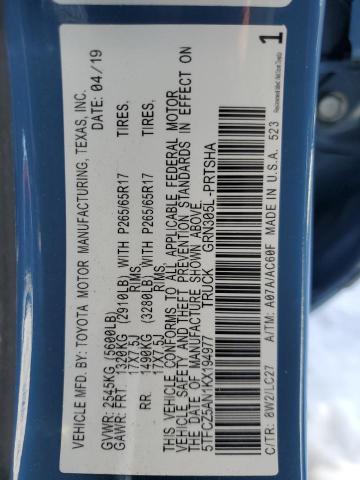 VEHICLE MFD. BY: TOYOTA MOTOR MANUFACTURING, TEXAS, INC.
04/19
GVWR: 2545KG (5600LB)
GAWR: FRT. 1320KG (2910LB) WITH P265/65R17 TIRES,
17X7.5J
RR 1490KG (3280LB) WITH P265/65R17 TIRES,
17X7.5J
THIS VEHICLE CONFORMS TO ALL APPLICABLE FEDERAL MOTOR
VEHICLE SAFETY AND THEFT PREVENTION STANDARDS IN EFFECT ON
THE DATE OF MANUFACTURE SHOWN ABOVE.
5TFCZ5AN1KX194977 TRUCK GRN305L-PRTSHA
C/TR: 8W2/LC27 A/TM: A07A/AC60F MADE IN U.S.A. 523
1